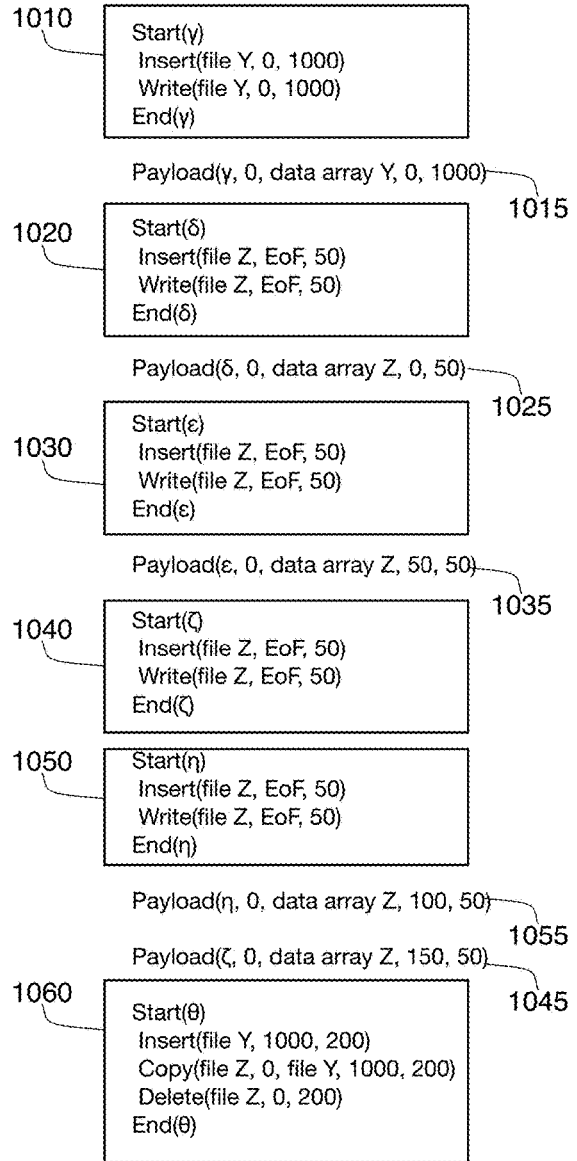 1010
Start(γ)
Insert(file Y, 0, 1000)
Write(file Y, 0, 1000)
End(γ)
Payload(γ, 0, data array Y, 0, 1000)
1015
1020
Start(δ)
Insert(file Z, EoF, 50)
Write(file Z, EoF, 50)
End(δ)
Payload(δ, 0, data array Z, 0, 50)
1025
1030
Start(ε)
Insert(file Z, EoF, 50)
Write(file Z, EoF, 50)
End(ε)
Payload(ε, 0, data array Z, 50, 50)
1035
1040
Start(ζ)
Insert(file Z, EoF, 50)
Write(file Z, EoF, 50)
End(ζ)
1050
Start(η)
Insert(file Z, EoF, 50)
Write(file Z, EoF, 50)
End(η)
Payload(η, 0, data array Z, 100, 50)
1055
Payload(ζ, 0, data array Z, 150, 50)
1045
1060
Start(θ)
Insert(file Y, 1000, 200)
Copy(file Z, 0, file Y, 1000, 200)
Delete(file Z, 0, 200)
End(θ)